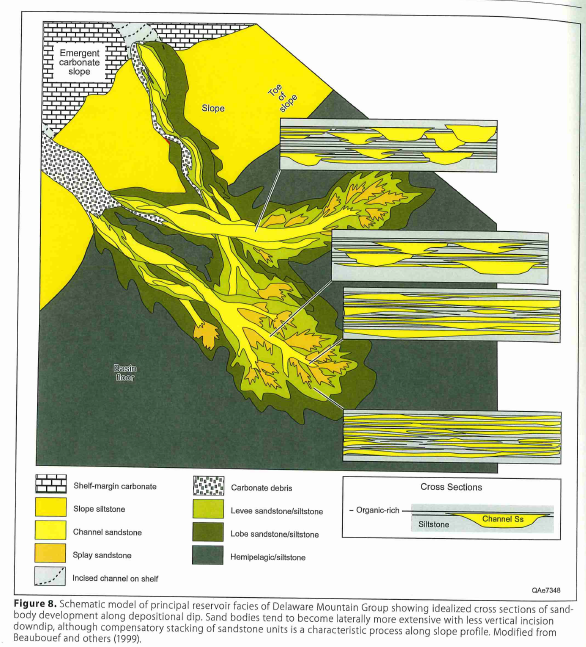 Emergent
carbonate
slope
Slope
Toe
of
slope
Basin
floor
Shelf-margin carbonate
Slope siltstone
Channel sandstone
Splay sandstone
Incised channel on shelf
Carbonate debris
Levee sandstone/siltstone
Lobe sandstone/siltstone
Hemipelagic/siltstone
Cross Sections
Organic-rich
Siltstone
Channel Ss
QAe7348
Figure 8. Schematic model of principal reservoir facies of Delaware Mountain Group showing idealized cross sections of sand-
body development along depositional dip. Sand bodies tend to become laterally more extensive with less vertical incision
downdip, although compensatory stacking of sandstone units is a characteristic process along slope profile. Modified from
Beaubouef and others (1999).